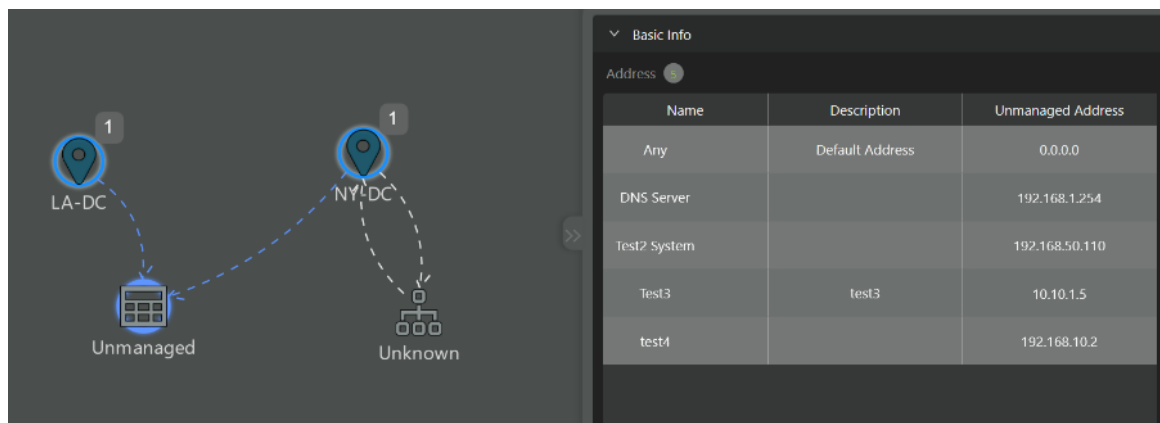 1
LA-DC
1
NY-DC
Unmanaged
Unknown
Basic Info
Address 5
Name Description Unmanaged Address
Any Default Address 0.0.0.0
DNS Server 192.168.1.254
Test2 System 192.168.50.110
Test3 test3 10.10.1.5
test4 192.168.10.2